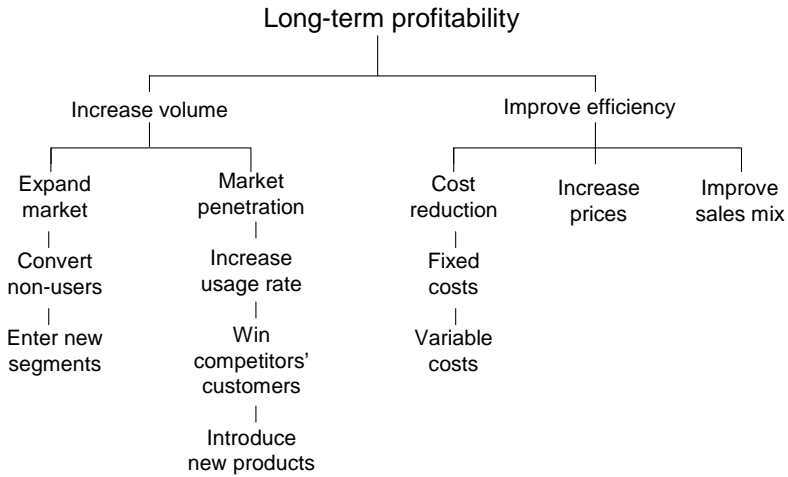 Long-term profitability
Increase volume
Improve efficiency
Expand
market
Market
penetration
Cost
reduction
Increase
prices
Improve
sales mix
Convert
non-users
Increase
usage rate
Fixed
costs
Enter new
segments
Win
competitors’
customers
Variable
costs
Introduce
new products